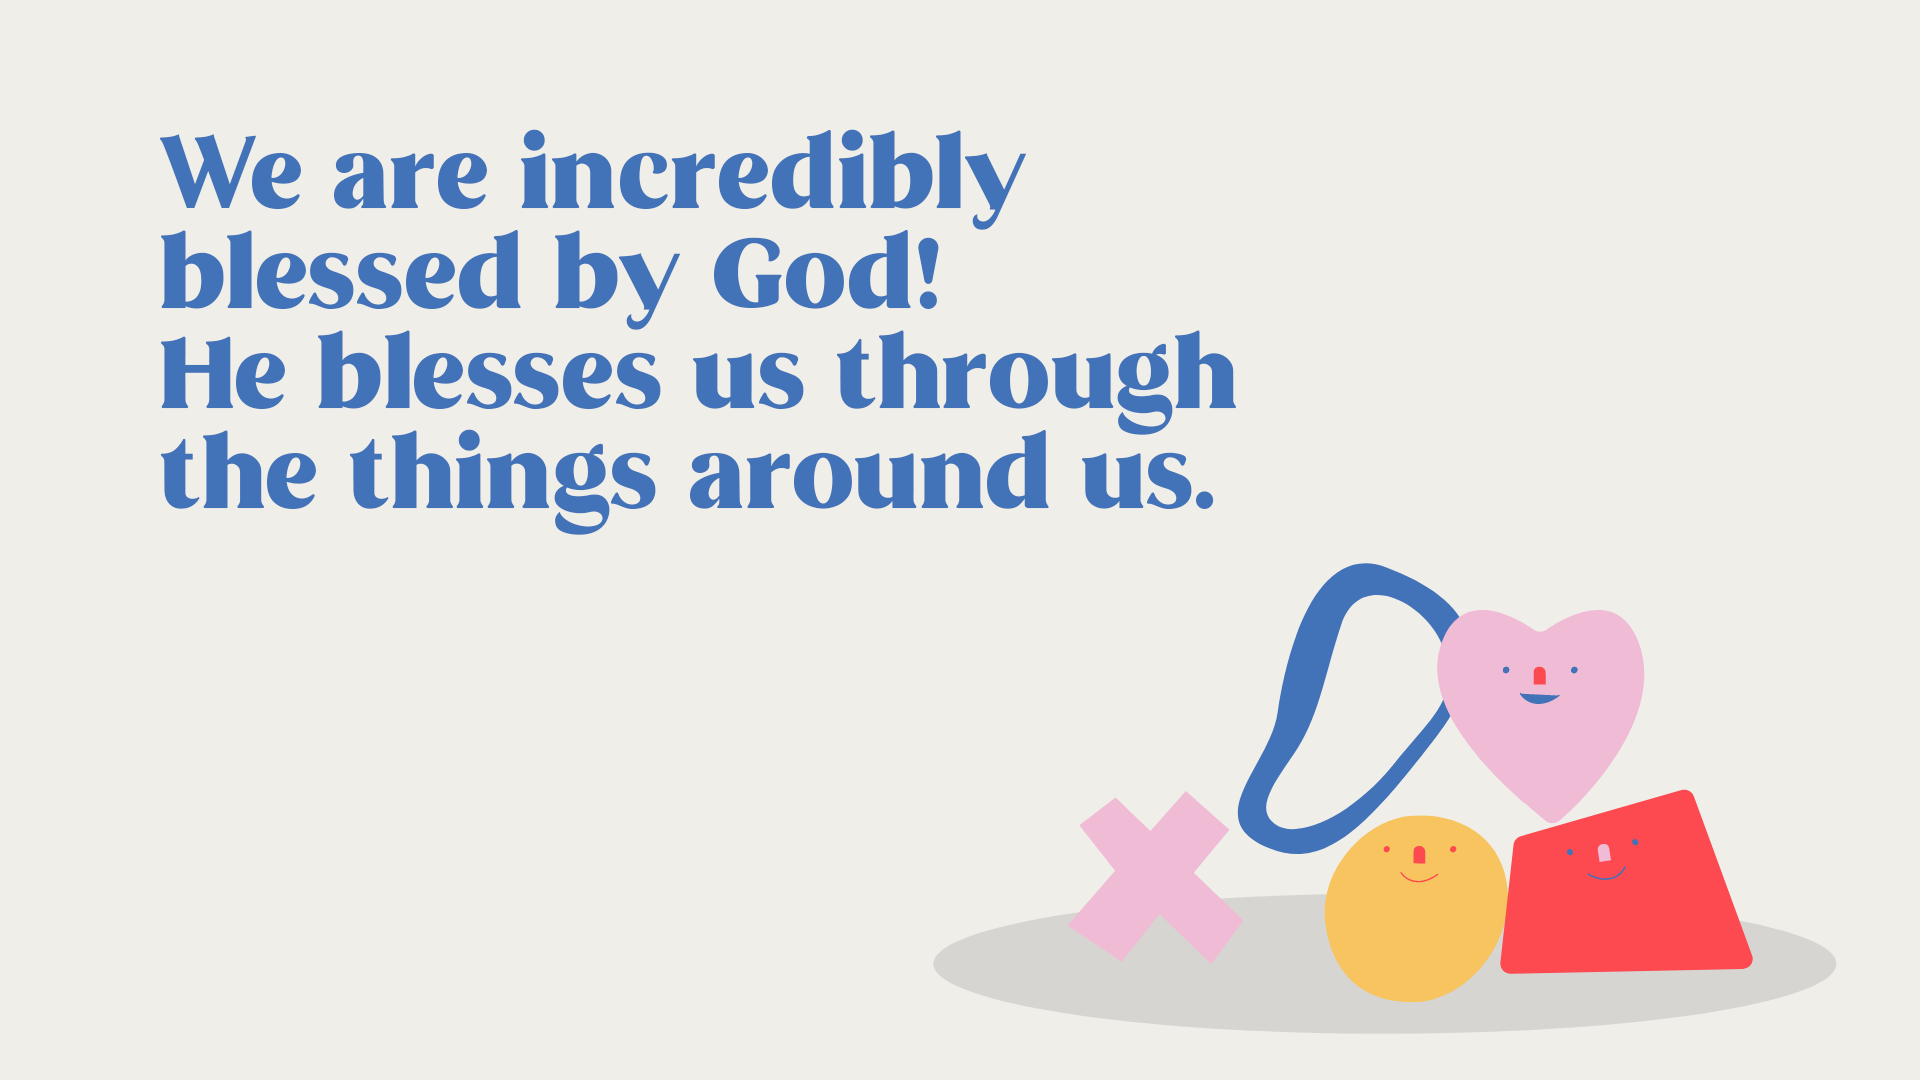 We are incredibly
blessed by God!
He blesses us through
the things around us.